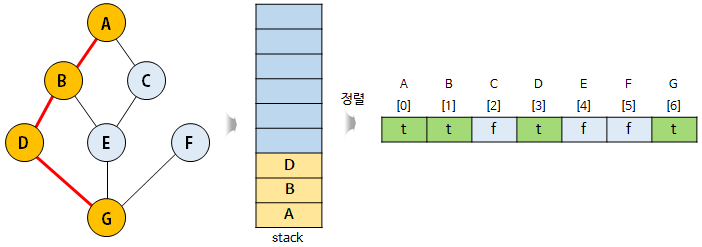 A
B
C
D
E
F
G
D
B
A
stack
정렬
A B C D E F G
[0] [1] [2] [3] [4] [5] [6]
t t f t f f t